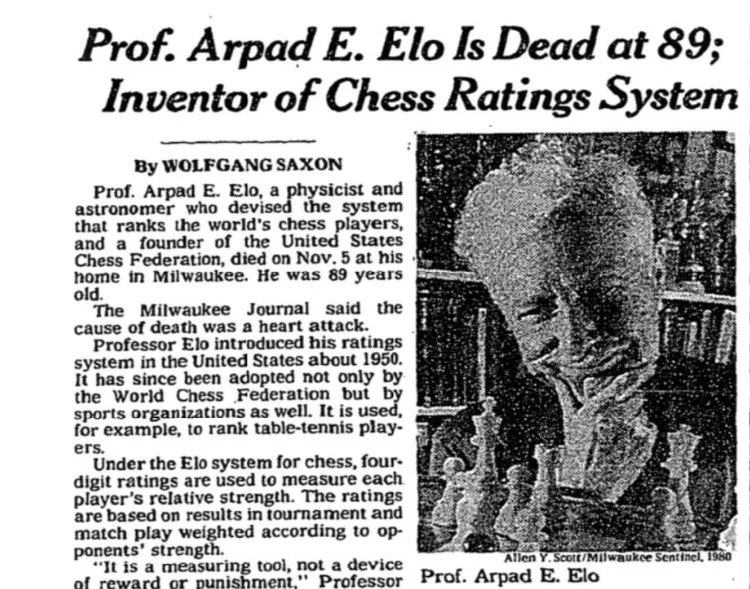 Prof. Arpad E. Elo Is Dead at 89;
Inventor of Chess Ratings System
By WOLFGANG SAXON
Prof. Arpad E. Elo, a physicist and
astronomer who devised the system
that ranks the world's chess players,
and a founder of the United States
Chess Federation, died on Nov. 5 at his
home in Milwaukee. He was 89 years
old.
The Milwaukee Journal said the
cause of death was a heart attack.
Professor Elo introduced his ratings
system in the United States about 1950.
It has since been adopted not only by
the World Chess Federation but by
sports organizations as well. It is used,
for example, to rank table-tennis play-
ers.
Under the Elo system for chess, four-
digit ratings are used to measure each
player's relative strength. The ratings
are based on results in tournament and
match play weighted according to op-
ponents' strength.
"It is a measuring tool, not a device
of reward or punishment," Professor
Allen Y. Scott/Milwaukee Sentinel, 1980
Prof. Arpad E. Elo